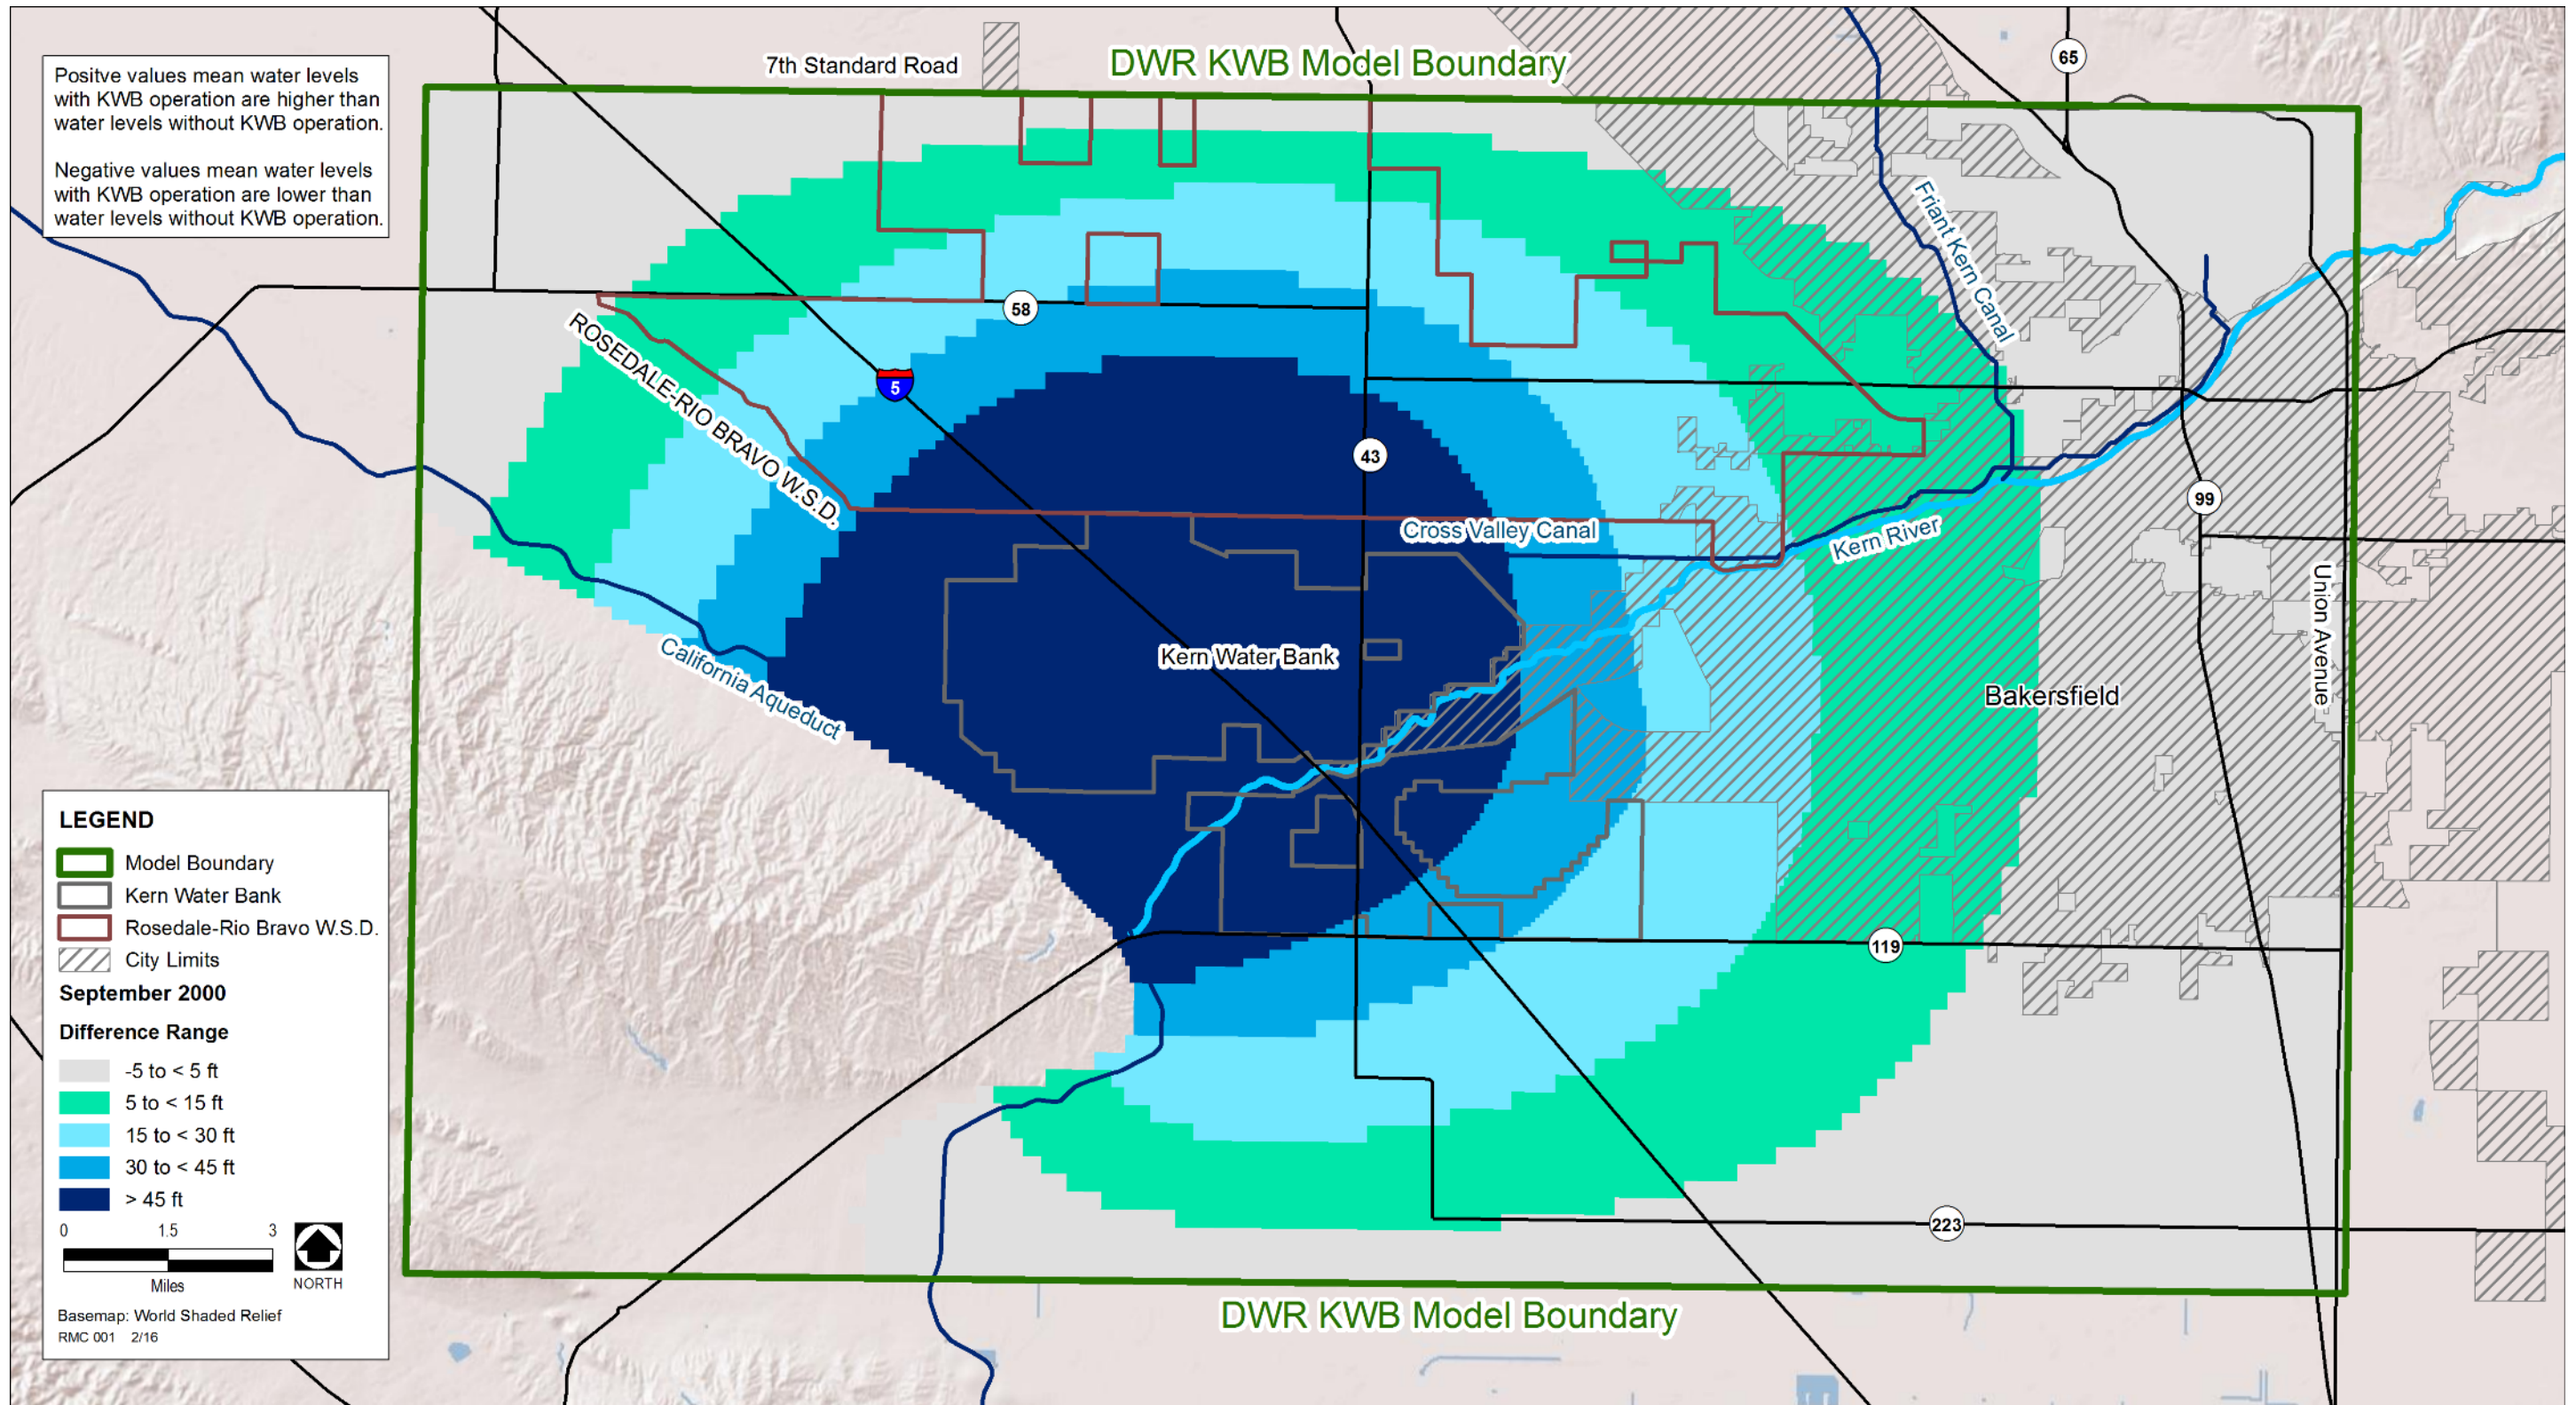 Positve values mean water levels
with KWB operation are higher than
water levels without KWB operation.
Negative values mean water levels
with KWB operation are lower than
water levels without KWB operation.
7th Standard Road
DWR KWB Model Boundary
65
Friant Kern Canal
58
ROSEDALE-RIO BRAVO W.S.D.
5
43
99
Cross Valley Canal
Kern River
Union Avenue
Kern Water Bank
California Aqueduct
Bakersfield
119
223
DWR KWB Model Boundary
LEGEND
Model Boundary
Kern Water Bank
Rosedale-Rio Bravo W.S.D.
City Limits
September 2000
Difference Range
-5 to < 5 ft
5 to < 15 ft
15 to < 30 ft
30 to < 45 ft
> 45 ft
0 1.5 3
Miles
NORTH
Basemap: World Shaded Relief
RMC 001 2/16